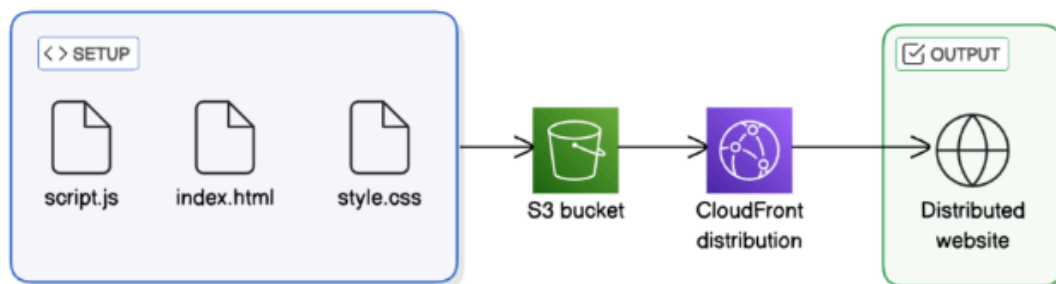 SETUP
script.js
index.html
style.css
S3 bucket
CloudFront
distribution
OUTPUT
Distributed
website